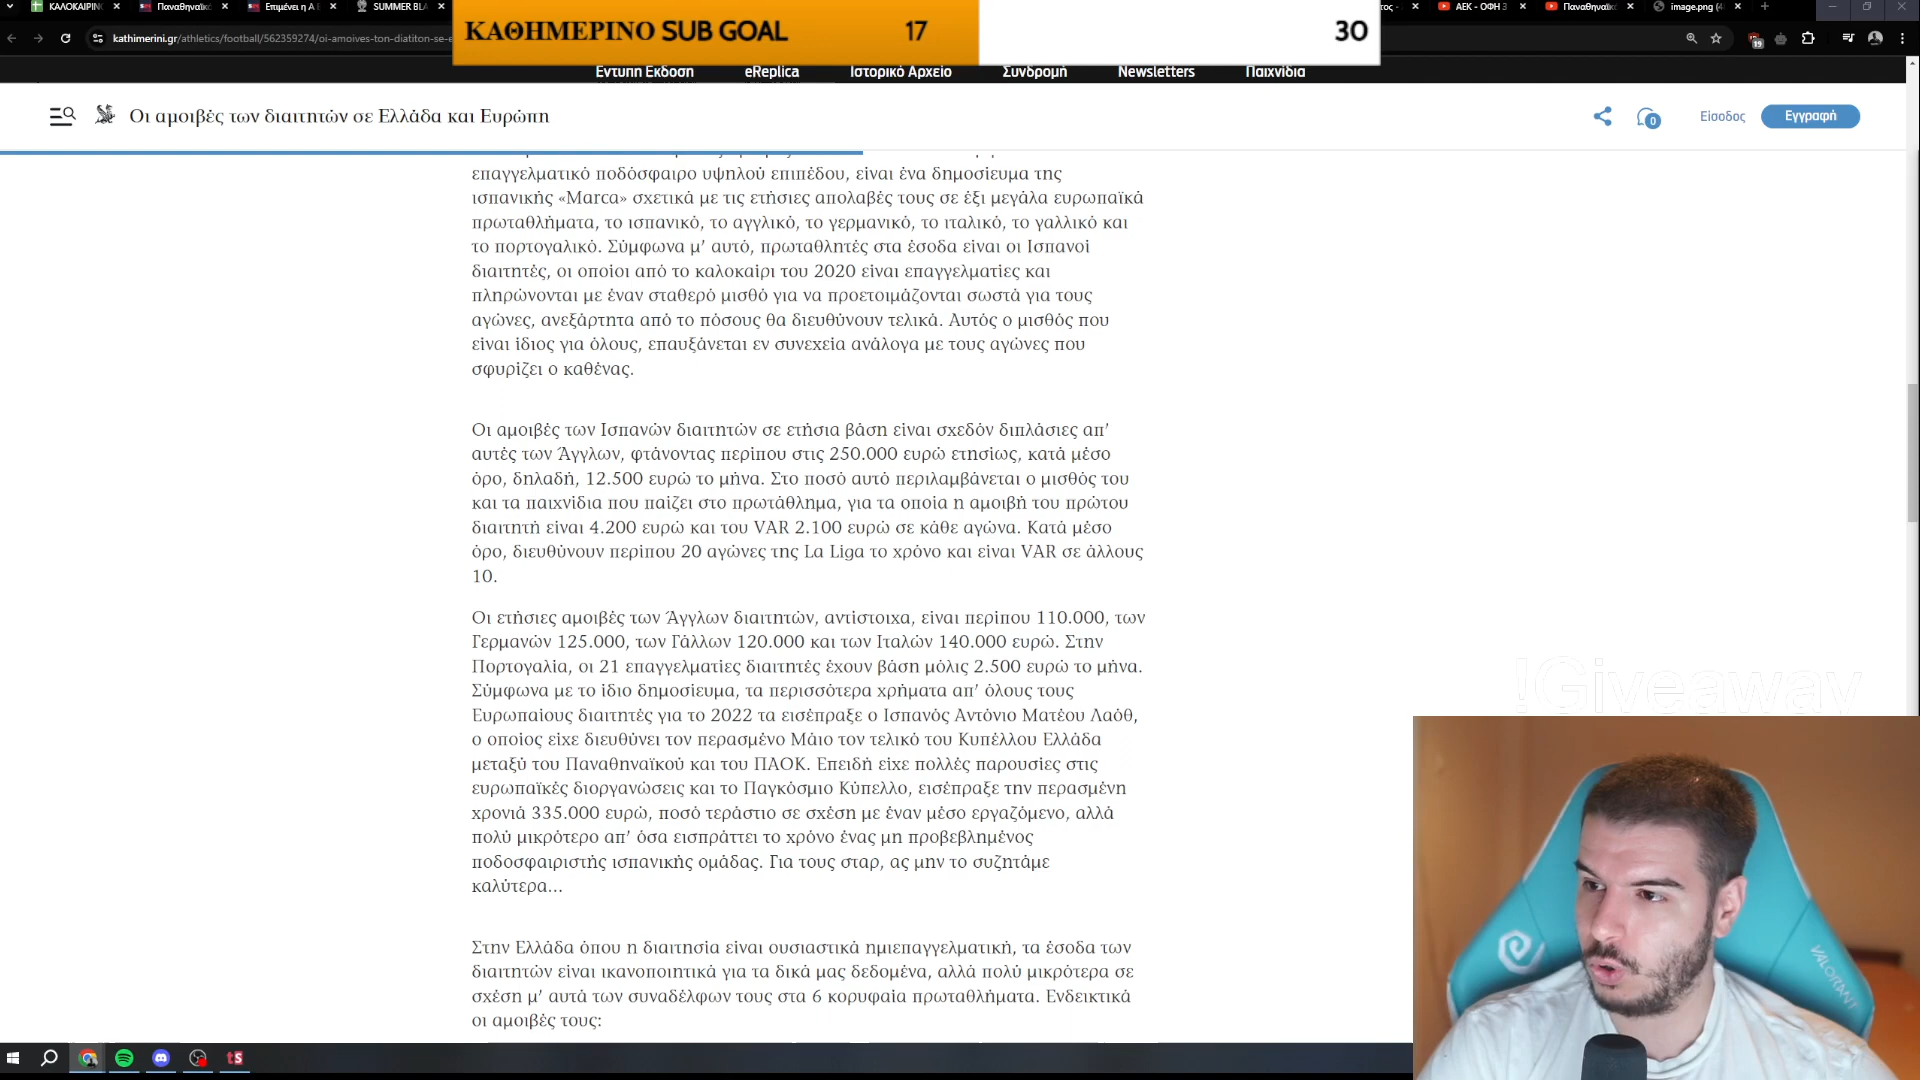 ΚΑΛΟΚΑΙΡΙΝΟ
Παναθηναϊκό
Επιμένει η Α Ε
SUMMER BLA
ΑΕΚ - ΟΦΗ 3
Παναθηναϊκό
image.png
kathimerini.gr/athletics/football/562359274/oi-amoives-ton-diatiton-se-e
19
ΚΑΘΗΜΕΡΙΝΟ SUB GOAL 17 30
Έντυπη Έκδοση eReplica Ιστορικό Αρχείο Συνδρομή Newsletters Παιχνίδια
Οι αμοιβές των διαιτητών σε Ελλάδα και Ευρώπη
0
Είσοδος
Εγγραφή
επαγγελματικό ποδόσφαιρο υψηλού επιπέδου, είναι ένα δημοσίευμα της
ισπανικής «Marca» σχετικά με τις ετήσιες απολαβές τους σε έξι μεγάλα ευρωπαϊκά
πρωταθλήματα, το ισπανικό, το αγγλικό, το γερμανικό, το ιταλικό, το γαλλικό και
το πορτογαλικό. Σύμφωνα μ’ αυτό, πρωταθλητές στα έσοδα είναι οι Ισπανοί
διαιτητές, οι οποίοι από το καλοκαίρι του 2020 είναι επαγγελματίες και
πληρώνονται με έναν σταθερό μισθό για να προετοιμάζονται σωστά για τους
αγώνες, ανεξάρτητα από το πόσους θα διευθύνουν τελικά. Αυτός ο μισθός που
είναι ίδιος για όλους, επαυξάνεται εν συνεχεία ανάλογα με τους αγώνες που
σφυρίζει ο καθένας.
Οι αμοιβές των Ισπανών διαιτητών σε ετήσια βάση είναι σχεδόν διπλάσιες απ’
αυτές των Άγγλων, φτάνοντας περίπου στις 250.000 ευρώ ετησίως, κατά μέσο
όρο, δηλαδή, 12.500 ευρώ το μήνα. Στο ποσό αυτό περιλαμβάνεται ο μισθός του
και τα παιχνίδια που παίζει στο πρωτάθλημα, για τα οποία η αμοιβή του πρώτου
διαιτητή είναι 4.200 ευρώ και του VAR 2.100 ευρώ σε κάθε αγώνα. Κατά μέσο
όρο, διευθύνουν περίπου 20 αγώνες της La Liga το χρόνο και είναι VAR σε άλλους
10.
Οι ετήσιες αμοιβές των Άγγλων διαιτητών, αντίστοιχα, είναι περίπου 110.000, των
Γερμανών 125.000, των Γάλλων 120.000 και των Ιταλών 140.000 ευρώ. Στην
Πορτογαλία, οι 21 επαγγελματίες διαιτητές έχουν βάση μόλις 2.500 ευρώ το μήνα.
Σύμφωνα με το ίδιο δημοσίευμα, τα περισσότερα χρήματα απ’ όλους τους
Ευρωπαίους διαιτητές για το 2022 τα εισέπραξε ο Ισπανός Αντόνιο Ματέου Λαόθ,
ο οποίος είχε διευθύνει τον περασμένο Μάιο τον τελικό του Κυπέλλου Ελλάδα
μεταξύ του Παναθηναϊκού και του ΠΑΟΚ. Επειδή είχε πολλές παρουσίες στις
ευρωπαϊκές διοργανώσεις και το Παγκόσμιο Κύπελλο, εισέπραξε την περασμένη
χρονιά 335.000 ευρώ, ποσό τεράστιο σε σχέση με έναν μέσο εργαζόμενο, αλλά
πολύ μικρότερο απ’ όσα εισπράττει το χρόνο ένας μη προβεβλημένος
ποδοσφαιριστής ισπανικής ομάδας. Για τους σταρ, ας μην το συζητάμε
καλύτερα…
Στην Ελλάδα όπου η διαιτησία είναι ουσιαστικά ημιεπαγγελματική, τα έσοδα των
διαιτητών είναι ικανοποιητικά για τα δικά μας δεδομένα, αλλά πολύ μικρότερα σε
σχέση μ’ αυτά των συναδέλφων τους στα 6 κορυφαία πρωταθλήματα. Ενδεικτικά
οι αμοιβές τους:
!Giveaway
VALORANT